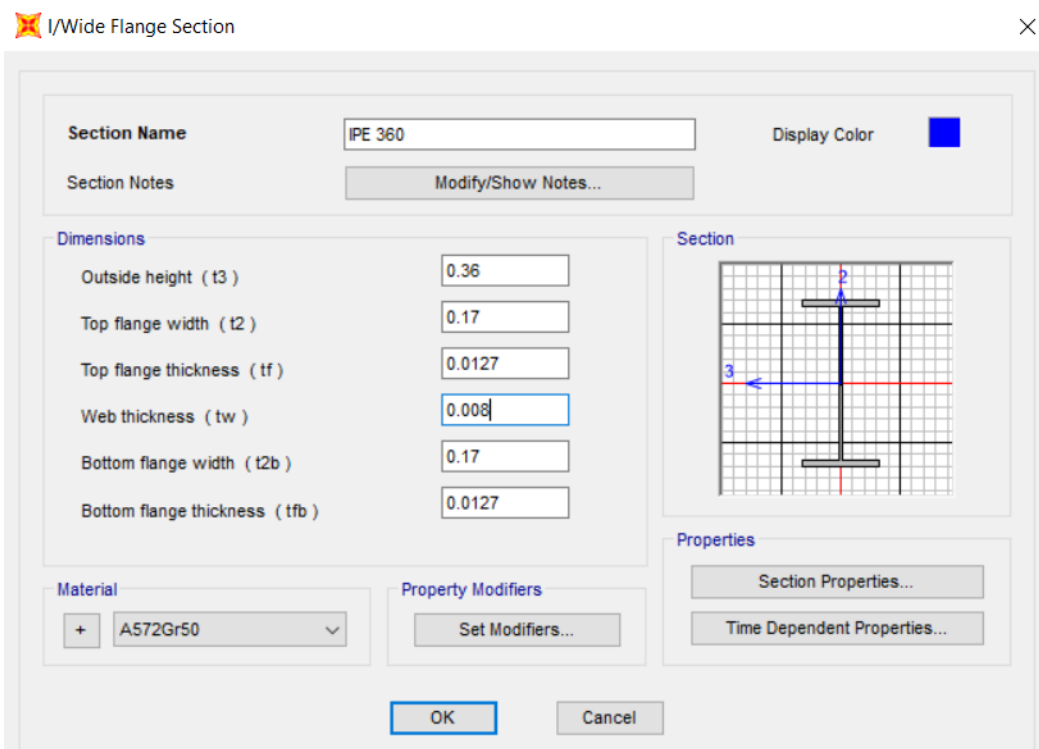 I/Wide Flange Section
Section Name IPE 360 Display Color
Section Notes Modify/Show Notes...
Dimensions
Outside height ( t3 ) 0.36
Top flange width ( t2 ) 0.17
Top flange thickness ( tf ) 0.0127
Web thickness ( tw ) 0.008
Bottom flange width ( t2b ) 0.17
Bottom flange thickness ( tfb ) 0.0127
Section
2
3
Material
+ A572Gr50
Property Modifiers
Set Modifiers...
Properties
Section Properties...
Time Dependent Properties...
OK Cancel